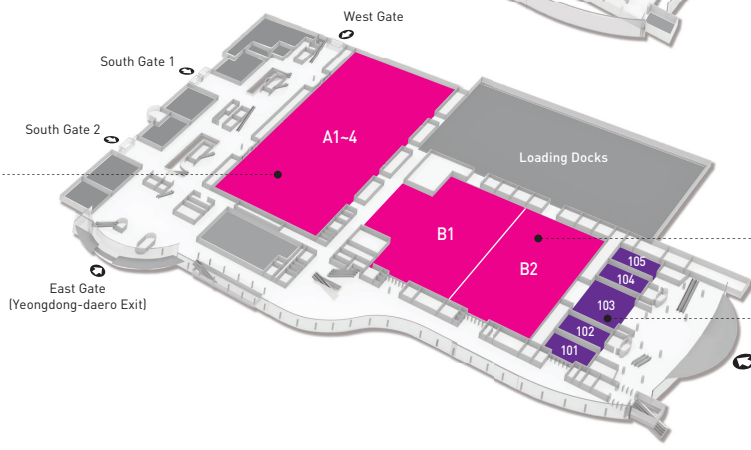 West Gate
South Gate 1
South Gate 2
A1~4
Loading Docks
B1
B2
105
104
103
102
101
East Gate
(Yeongdong-daero Exit)